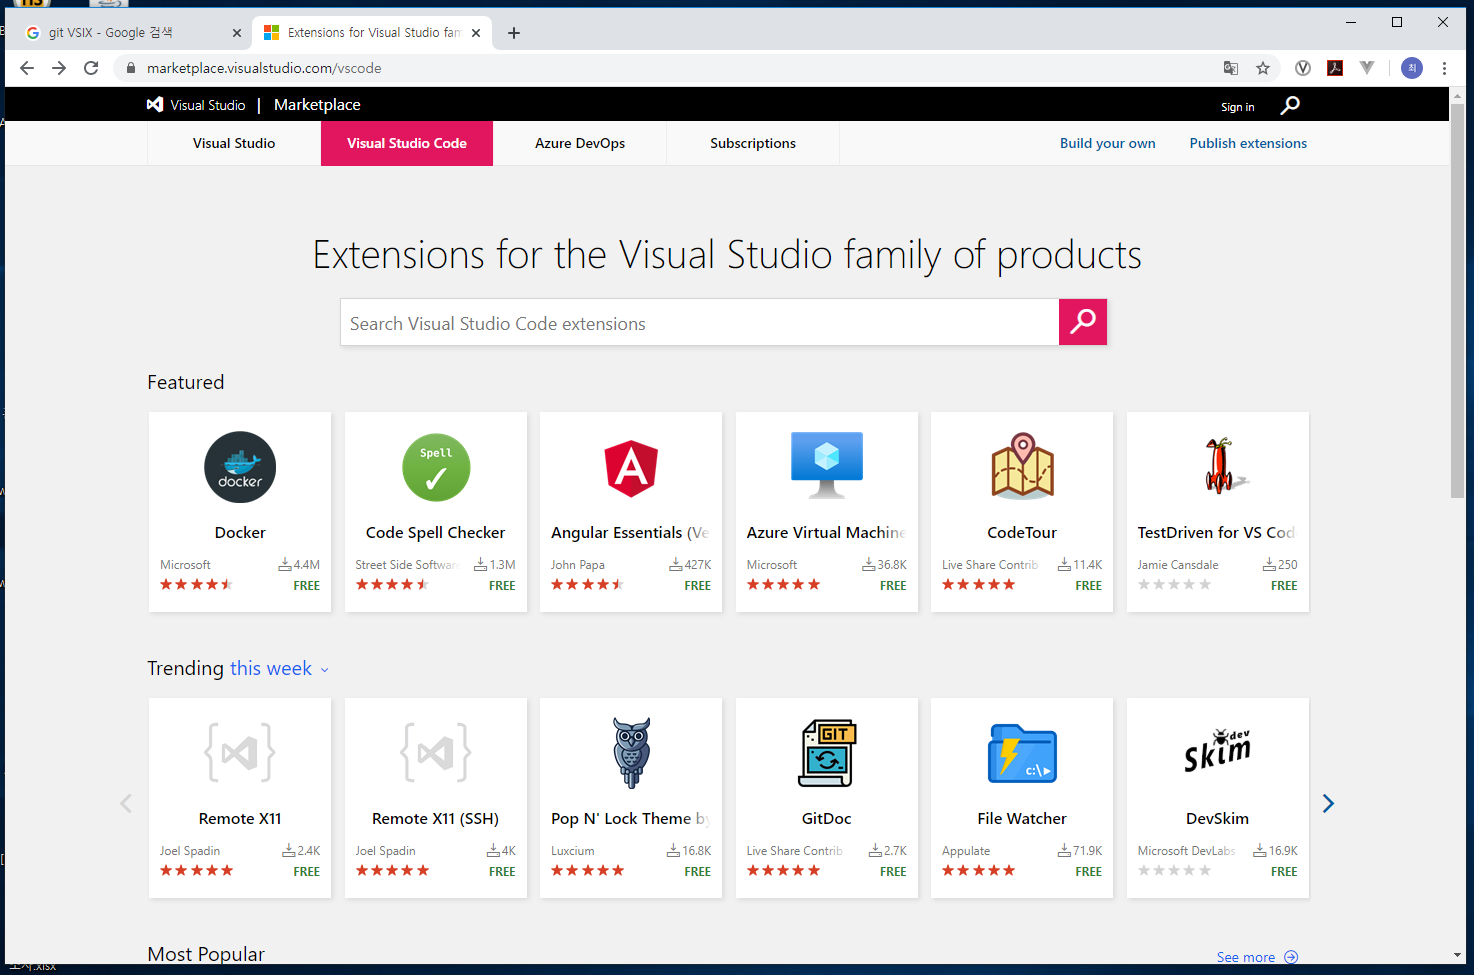 git VSIX - Google 검색
Extensions for Visual Studio fam
marketplace.visualstudio.com/vscode
최
Visual Studio | Marketplace
Sign in
Visual Studio
Visual Studio Code
Azure DevOps
Subscriptions
Build your own
Publish extensions
Extensions for the Visual Studio family of products
Search Visual Studio Code extensions
Featured
docker
Docker
Microsoft 4.4M
FREE
Spell
Code Spell Checker
Street Side Software 1.3M
FREE
Angular Essentials (Ve
John Papa 427K
FREE
Azure Virtual Machine
Microsoft 36.8K
FREE
CodeTour
Live Share Contrib 11.4K
FREE
TestDriven for VS Cod
Jamie Cansdale 250
FREE
Trending this week
Remote X11
Joel Spadin 2.4K
FREE
Remote X11 (SSH)
Joel Spadin 4K
FREE
Pop N' Lock Theme by
Luxcium 16.8K
FREE
GIT
GitDoc
Live Share Contrib 2.7K
FREE
c:\
File Watcher
Appulate 71.9K
FREE
dev
Skim
DevSkim
Microsoft DevLabs 16.9K
FREE
Most Popular
See more